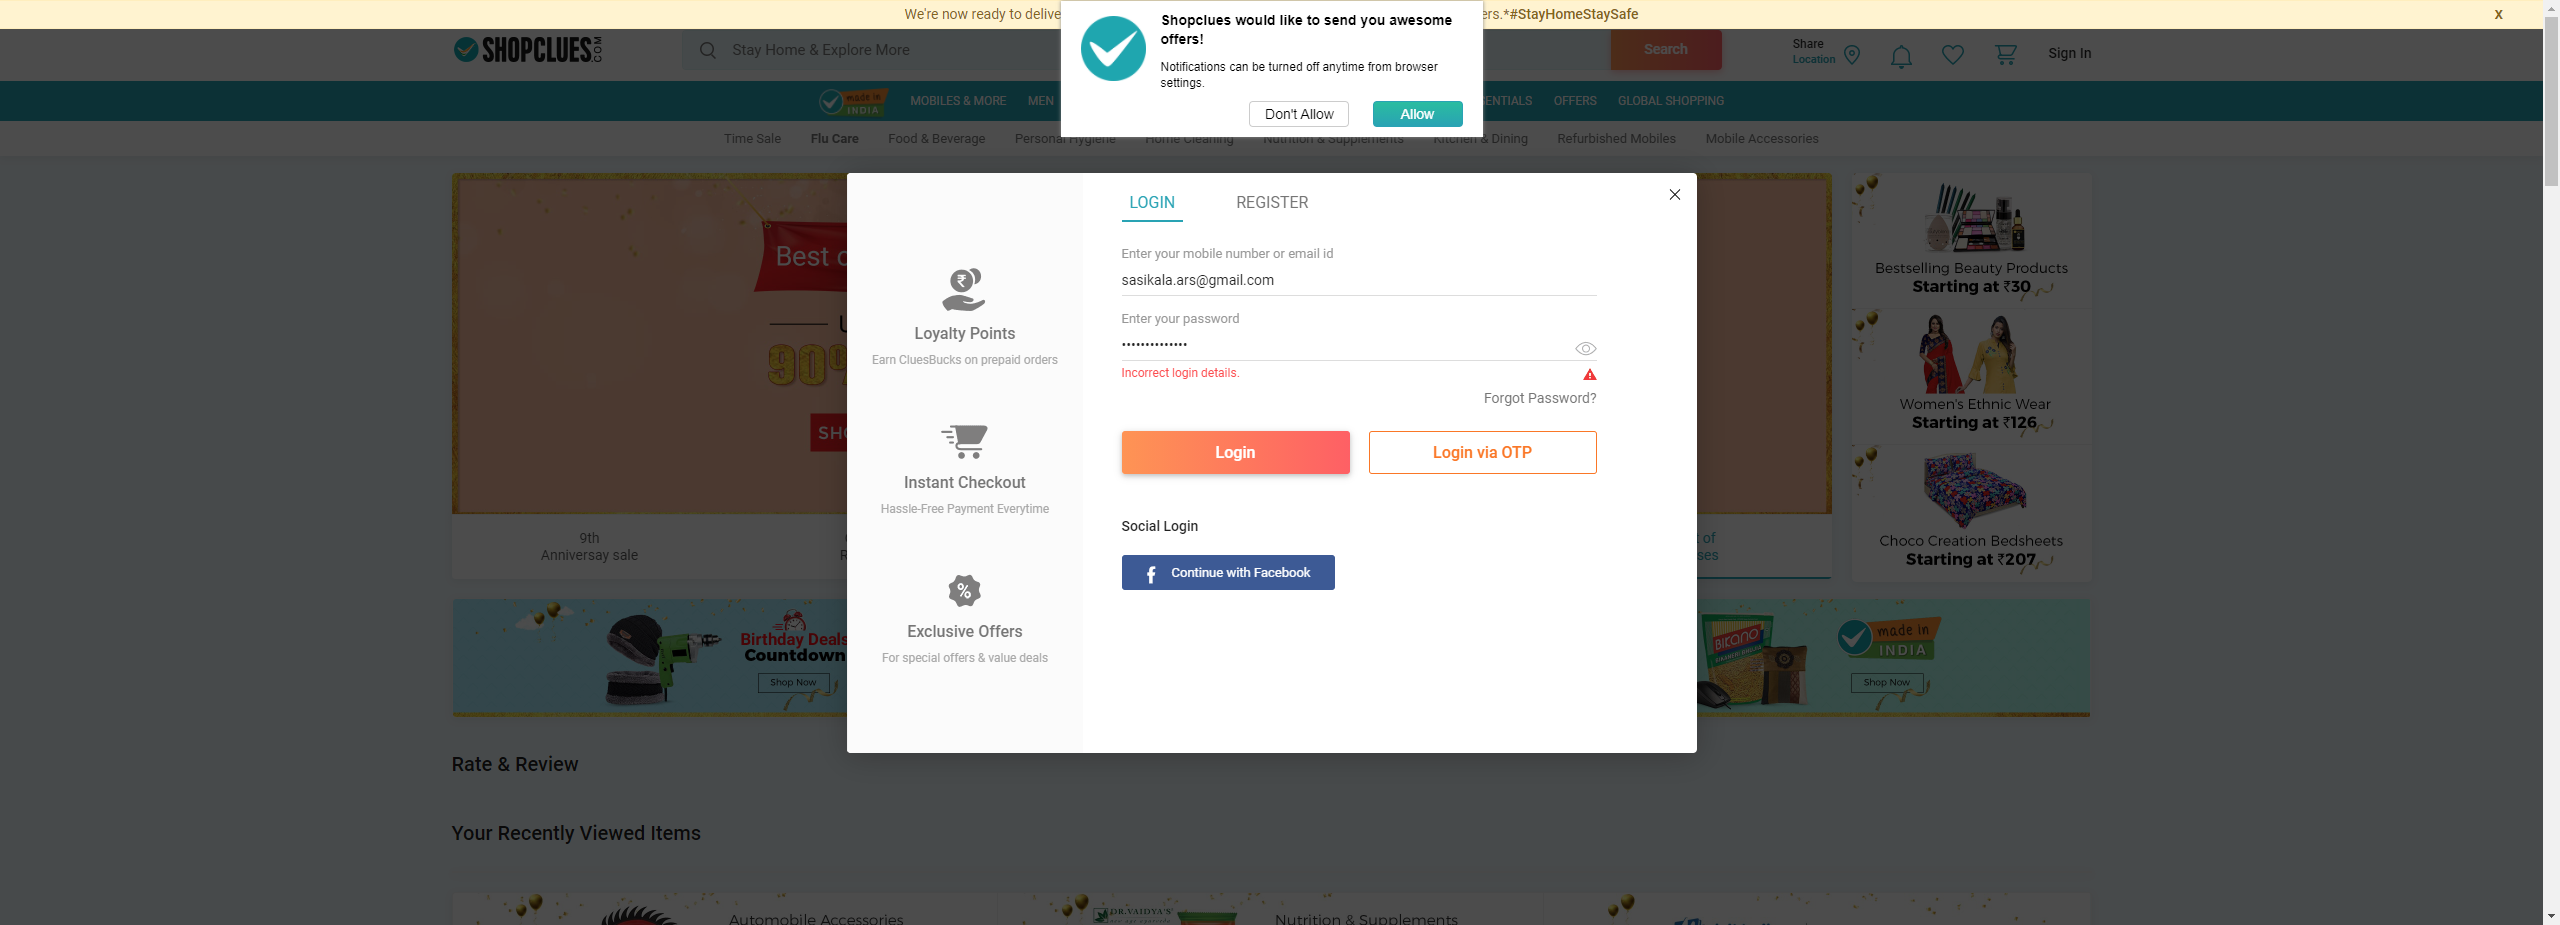 We're now ready to delive
ers.*#StayHomeStaySafe
X
Shopclues would like to send you awesome
offers!
Notifications can be turned off anytime from browser
settings.
Don't Allow
Allow
SHOPCLUES.COM
Stay Home & Explore More
Search
Share
Location
Sign In
made in
INDIA
MOBILES & MORE
MEN
ENTIALS
OFFERS
GLOBAL SHOPPING
Time Sale
Flu Care
Food & Beverage
Personal Hygiene
Home Cleaning
Nutrition & Supplements
Kitchen & Dining
Refurbished Mobiles
Mobile Accessories
LOGIN
REGISTER
Enter your mobile number or email id
sasikala.ars@gmail.com
Enter your password
Incorrect login details.
Forgot Password?
Login
Login via OTP
Social Login
f
Continue with Facebook
Loyalty Points
Earn CluesBucks on prepaid orders
Instant Checkout
Hassle-Free Payment Everytime
%
Exclusive Offers
For special offers & value deals
Best o
90%
SHO
9th
Anniversay sale
of
ses
Bestselling Beauty Products
Starting at ₹30
Women's Ethnic Wear
Starting at ₹126
Choco Creation Bedsheets
Starting at ₹207
Birthday Deals
Countdown
Shop Now
BIKANO
made in
INDIA
Shop Now
Rate & Review
Your Recently Viewed Items
Automobile Accessories
DR.VAIDYA'S
Nutrition & Supplements